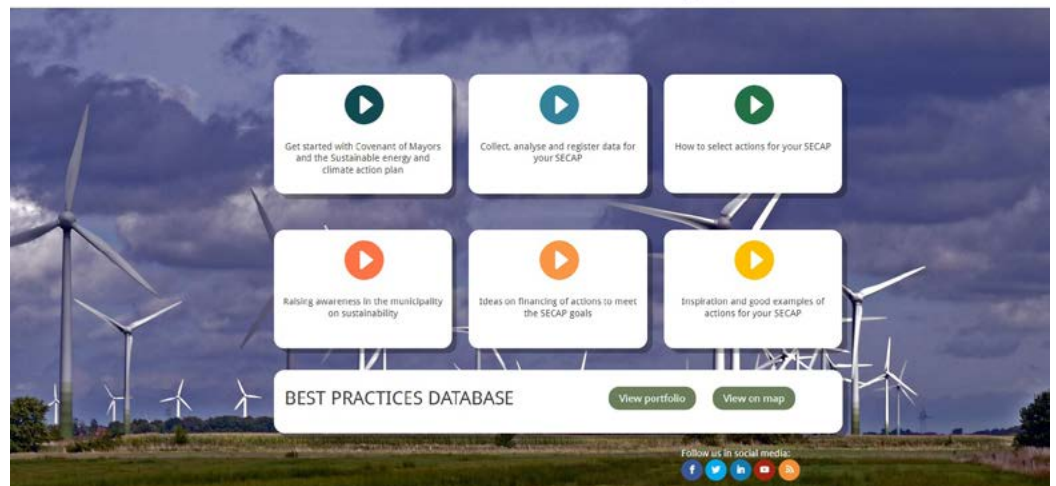 Get started with Covenant of Mayors
and the Sustainable energy and
climate action plan
Collect, analyse and register data for
your SECAP
How to select actions for your SECAP
Raising awareness in the municipality
on sustainability
Ideas on financing of actions to meet
the SECAP goals
Inspiration and good examples of
actions for your SECAP
BEST PRACTICES DATABASE
View portfolio
View on map
Follow us in social media: